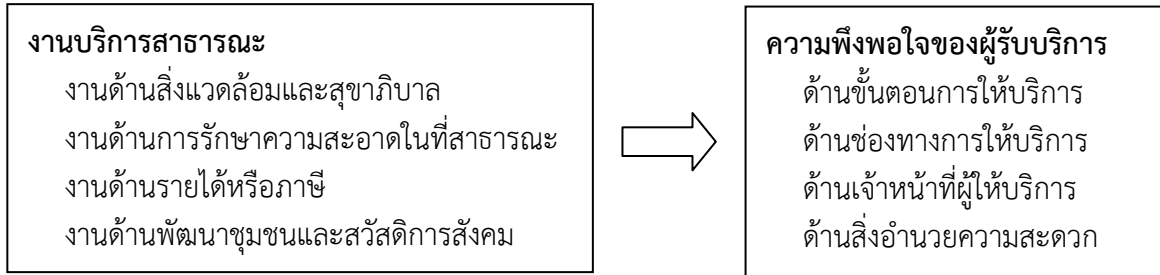 งานบริการสาธารณะ
งานด้านสิ่งแวดล้อมและสุขาภิบาล
งานด้านการรักษาความสะอาดในที่สาธารณะ
งานด้านรายได้หรือภาษี
งานด้านพัฒนาชุมชนและสวัสดิการสังคม
ความพึงพอใจของผู้รับบริการ
ด้านขั้นตอนการให้บริการ
ด้านช่องทางการให้บริการ
ด้านเจ้าหน้าที่ผู้ให้บริการ
ด้านสิ่งอำนวยความสะดวก